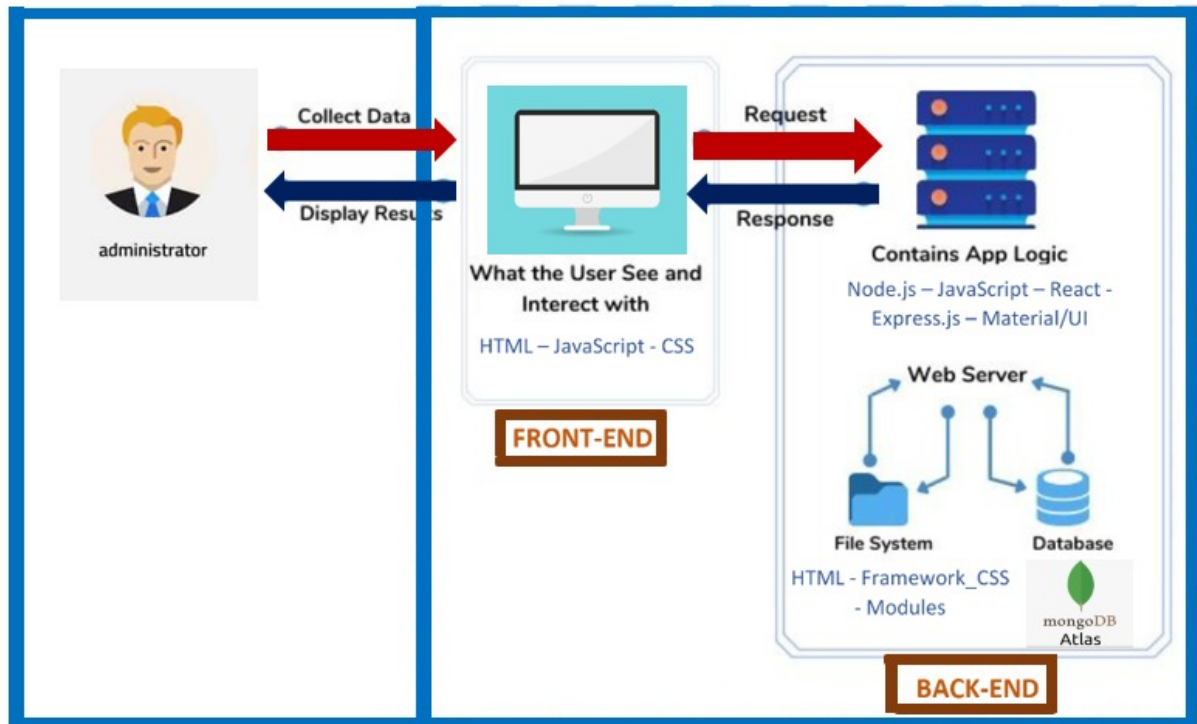 Collect Data
Display Results
administrator
What the User See and
Interect with
HTML – JavaScript - CSS
FRONT-END
Request
Response
Contains App Logic
Node.js – JavaScript – React -
Express.js – Material/UI
Web Server
File System
Database
HTML - Framework_CSS
- Modules
mongoDB
Atlas
BACK-END